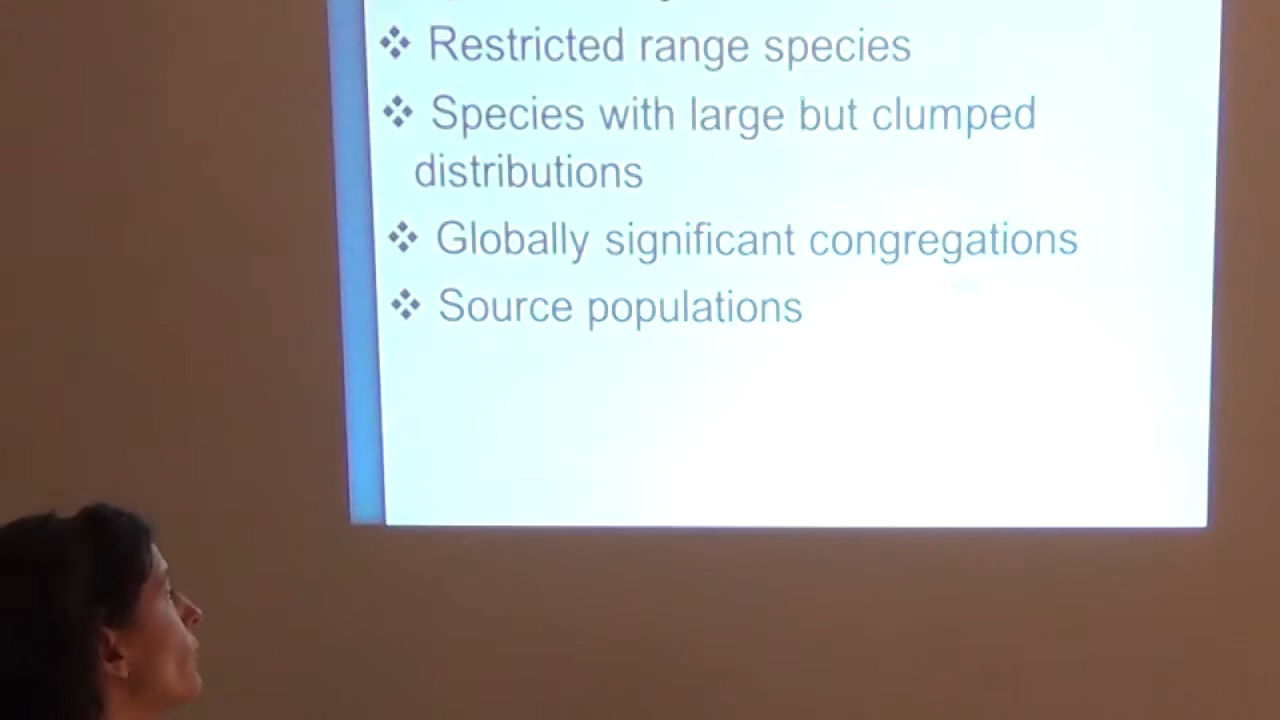 ❖ Restricted range species
❖ Species with large but clumped
distributions
❖ Globally significant congregations
❖ Source populations